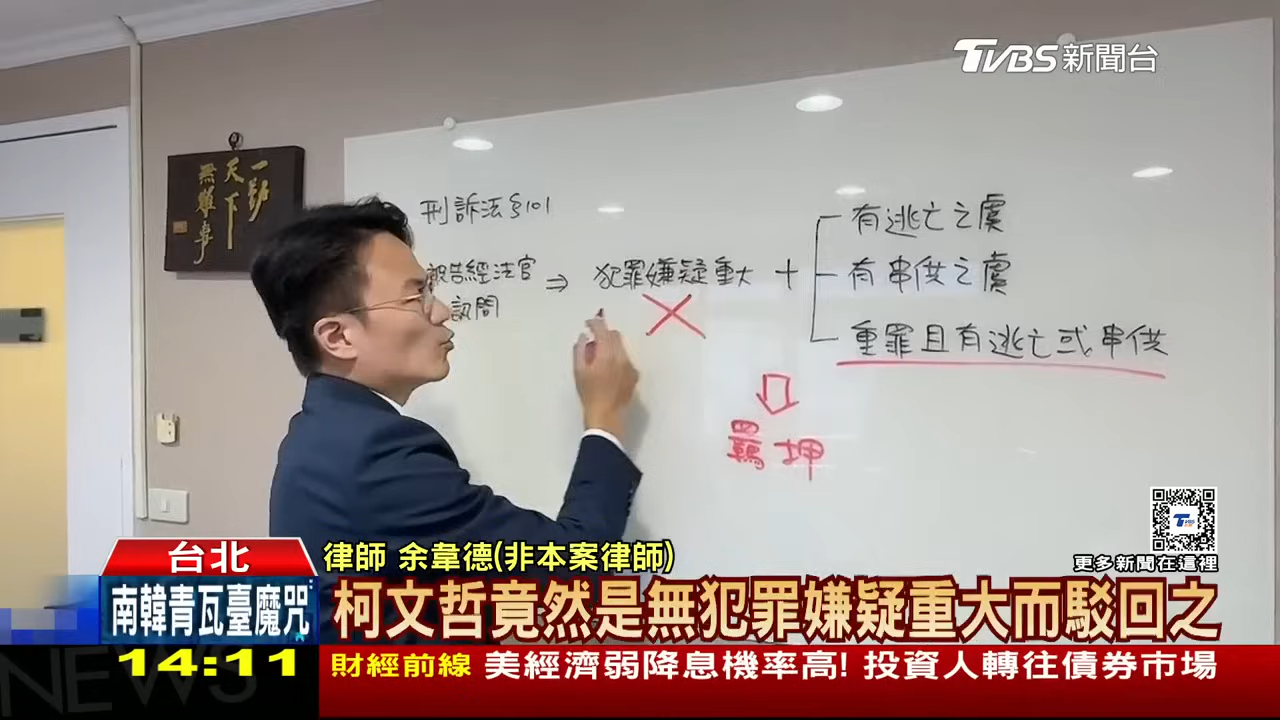 TVBS新聞台
一勤
天下
無難事
刑訴法§101
被告經法官
訊問
⇒ 犯罪嫌疑重大 +
有逃亡之虞
有串供之虞
重罪且有逃亡或串供
羈押
更多新聞在這裡
台北
律師 余韋德(非本案律師)
南韓青瓦臺魔咒
柯文哲竟然是無犯罪嫌疑重大而駁回之
14:11
財經前線 美經濟弱降息機率高! 投資人轉往債券市場
NEWS